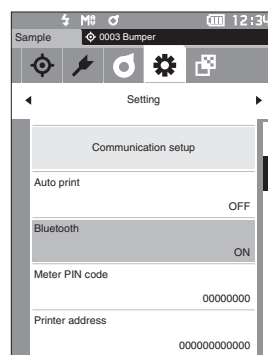 12:34
Sample 0003 Bumper
Setting
Communication setup
Auto print
OFF
Bluetooth
ON
Meter PIN code
00000000
Printer address
000000000000